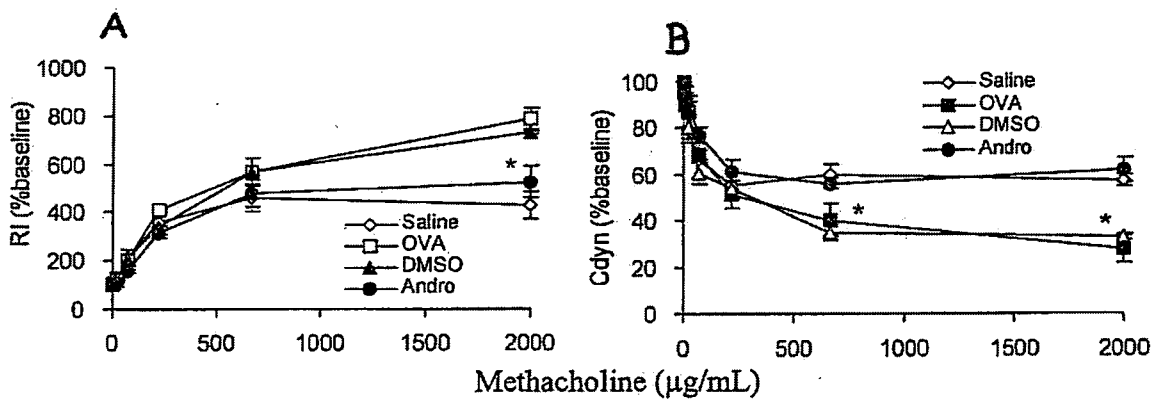 A
RI (%baseline)
1000
800
600
400
200
0
*
Saline
OVA
DMSO
Andro
0 500 1000 1500 2000
B
Cdyn (%baseline)
100
80
60
40
20
0
Saline
OVA
DMSO
Andro
*
*
0 500 1000 1500 2000
Methacholine (µg/mL)